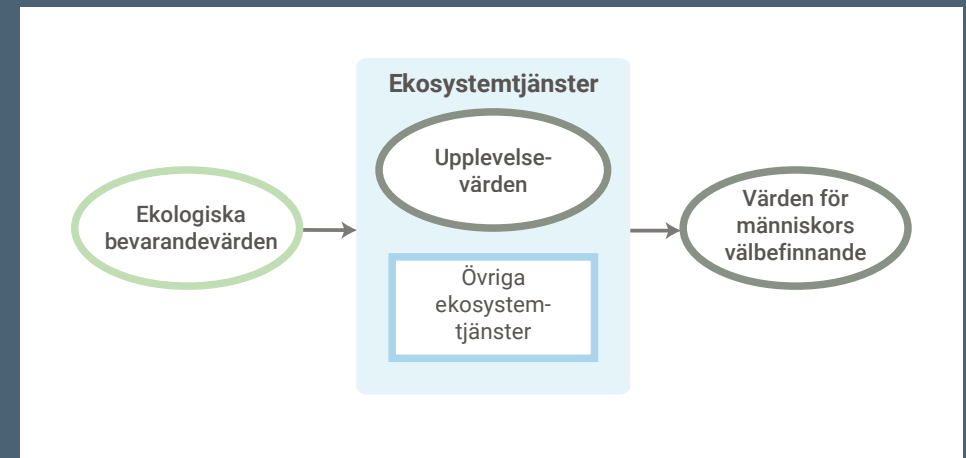 Ekosystemtjänster
Upplevelse-
värden
Ekologiska
bevarandevärden
Värden för
människors
välbefinnande
Övriga
ekosystem-
tjänster